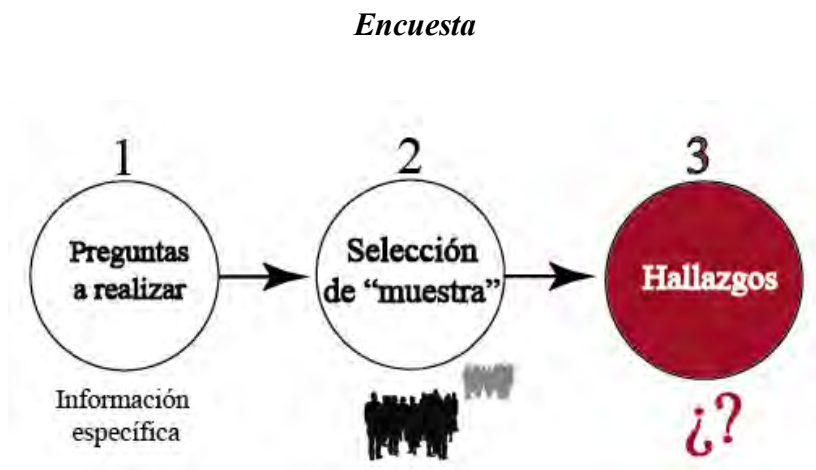 Encuesta
1
Preguntas
a realizar
Información
específica
2
Selección
de “muestra”
3
Hallazgos
¿?